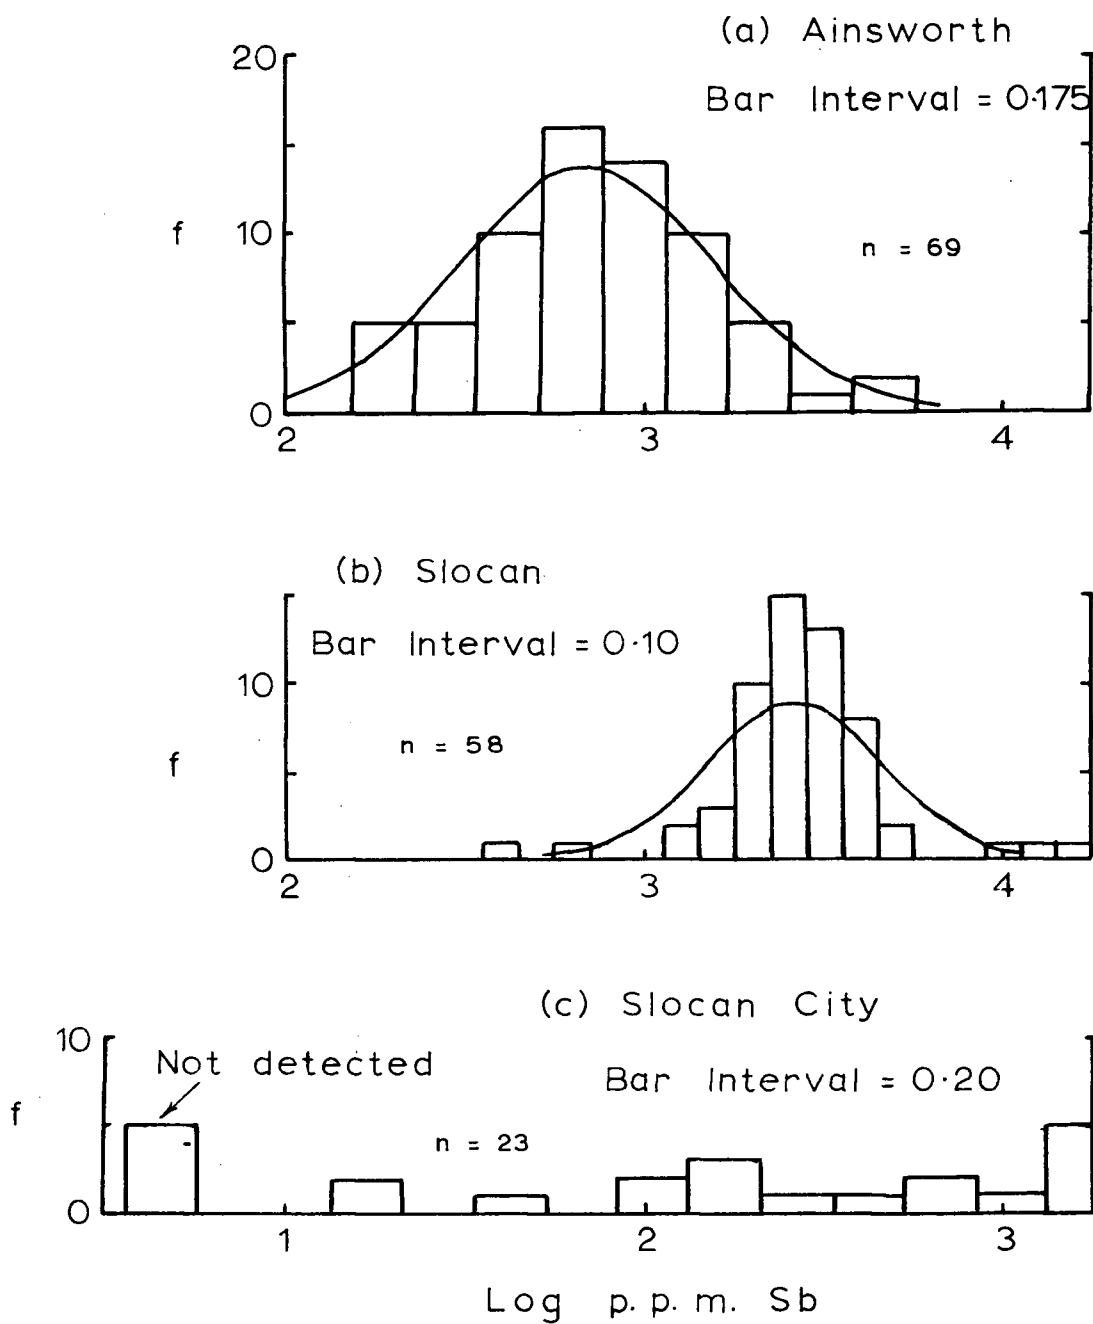 (a) Ainsworth
20
Bar Interval = 0·175
f
10
n = 69
0
2 3 4
(b) Slocan
Bar Interval = 0·10
10
n = 58
f
0
2 3 4
(c) Slocan City
10
Not detected
Bar Interval = 0·20
f
n = 23
0
1 2 3
Log p.p.m. Sb